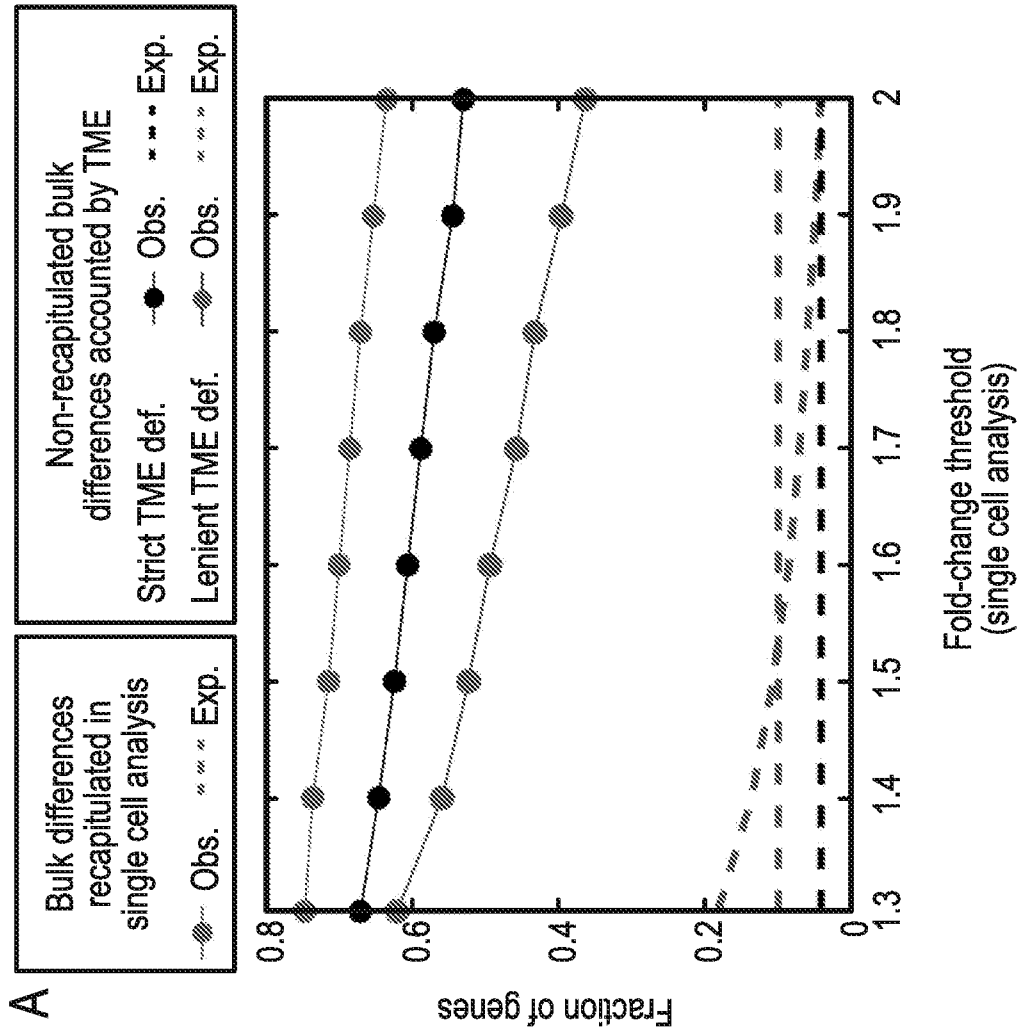 A
Bulk differences
recapitulated in
single cell analysis
Obs. Exp.
Non-recapitulated bulk
differences accounted by TME
Strict TME def. Obs. Exp.
Lenient TME def. Obs. Exp.
Fraction of genes
0.8
0.6
0.4
0.2
0
1.3 1.4 1.5 1.6 1.7 1.8 1.9 2
Fold-change threshold
(single cell analysis)